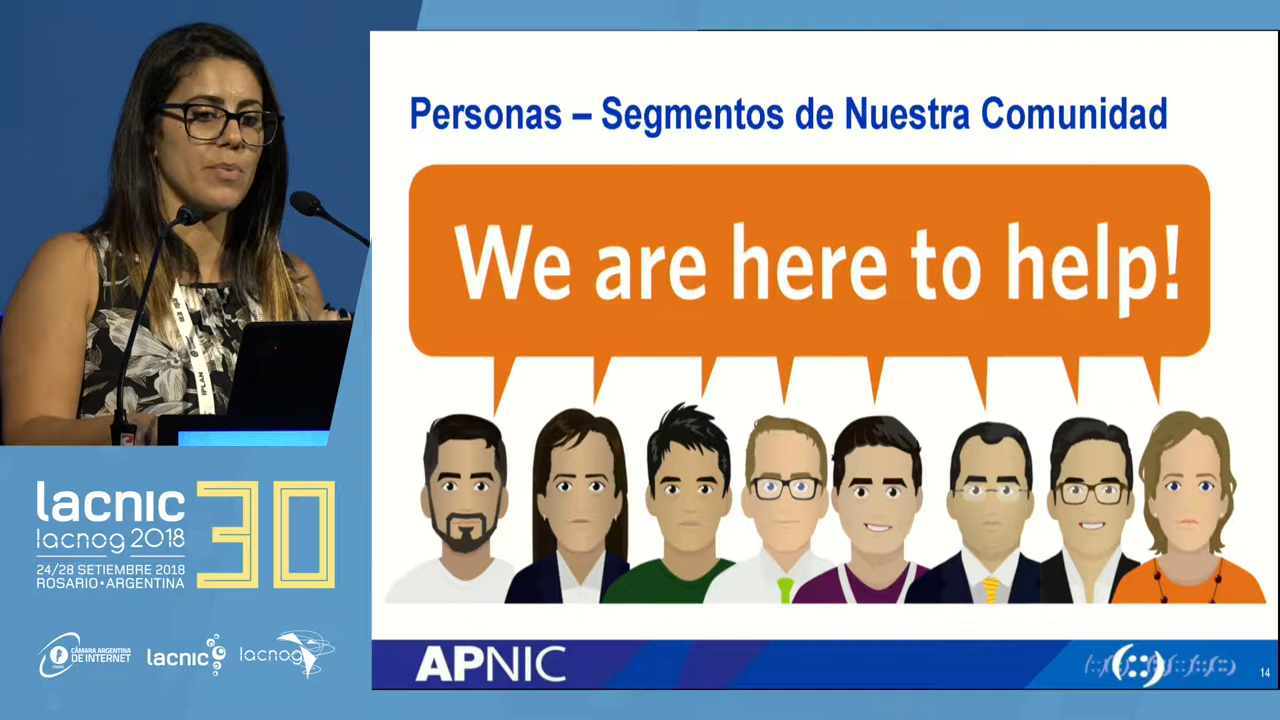 Personas – Segmentos de Nuestra Comunidad
We are here to help!
IPLAN
lacnic
lacnog 2018
30
24/28 SETIEMBRE 2018
ROSARIO • ARGENTINA
CÁMARA ARGENTINA
DE INTERNET
lacnic
lacnog
APNIC
14